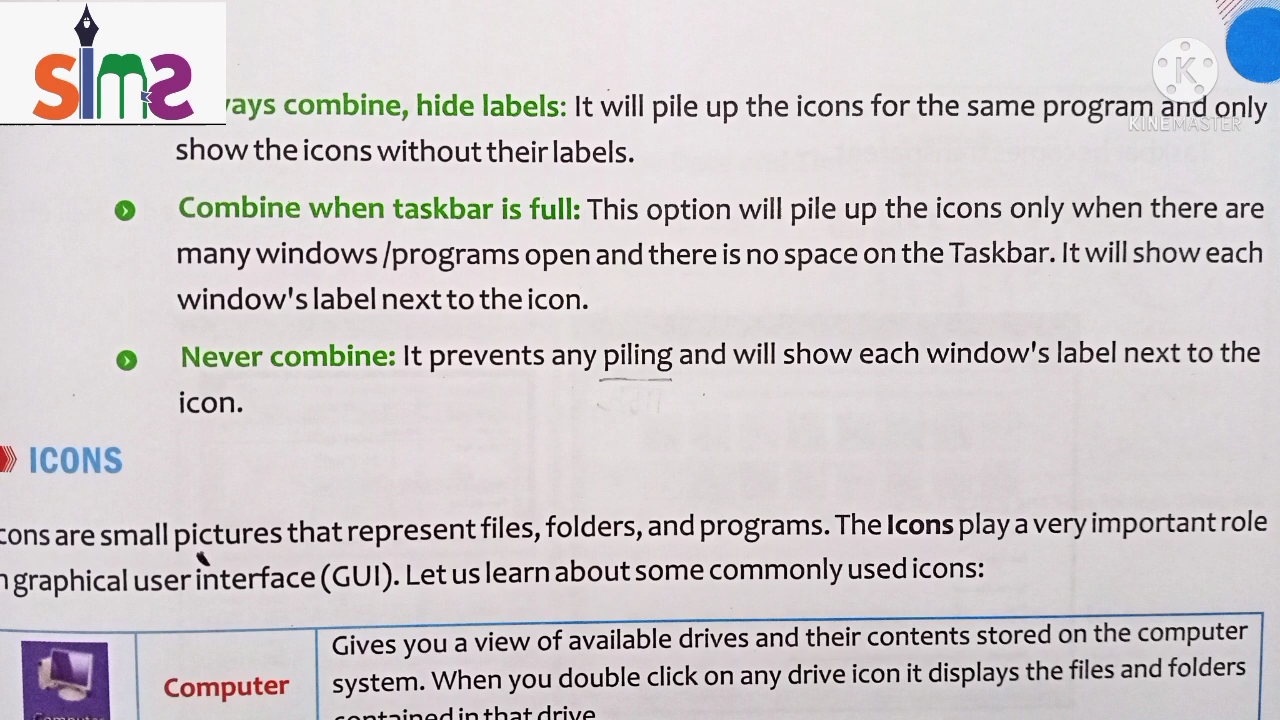 sims
KINEMASTER
ways combine, hide labels: It will pile up the icons for the same program and only
show the icons without their labels.
Combine when taskbar is full: This option will pile up the icons only when there are
many windows /programs open and there is no space on the Taskbar. It will show each
window's label next to the icon.
Never combine: It prevents any piling and will show each window's label next to the
icon.
ICONS
cons are small pictures that represent files, folders, and programs. The Icons play a very important role
n graphical user interface (GUI). Let us learn about some commonly used icons:
Computer
Computer
Gives you a view of available drives and their contents stored on the computer
system. When you double click on any drive icon it displays the files and folders
contained in that drive